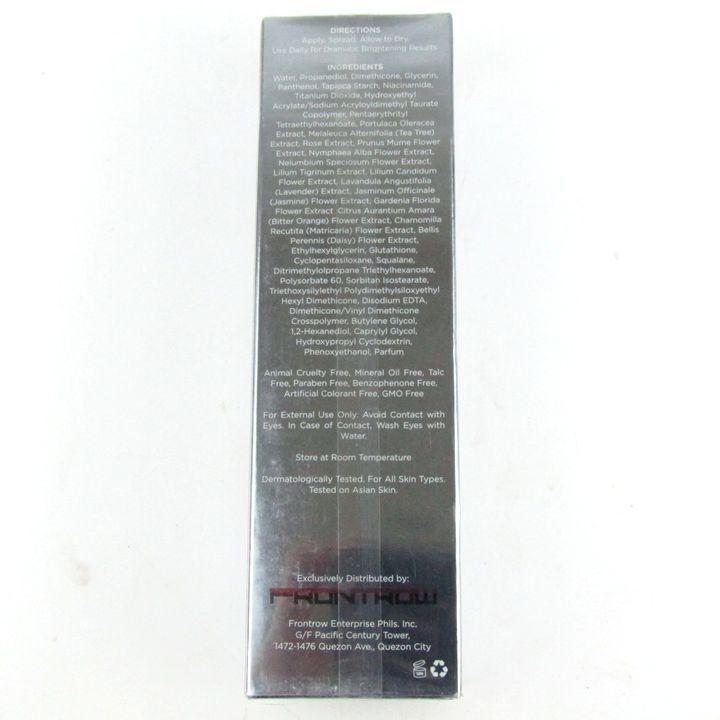 DIRECTIONS
Apply. Spread. Allow to Dry.
Use Daily for Dramatic Brightening Results
INGREDIENTS
Water, Propanediol, Dimethicone, Glycerin,
Panthenol, Tapioca Starch, Niacinamide,
Titanium Dioxide, Hydroxyethyl
Acrylate/Sodium Acryloyldimethyl Taurate
Copolymer, Pentaerythrityl
Tetraethylhexanoate, Portulaca Oleracea
Extract, Melaleuca Alternifolia (Tea Tree)
Extract, Rose Extract, Prunus Mume Flower
Extract, Nymphaea Alba Flower Extract,
Nelumbium Speciosum Flower Extract,
Lilium Tigrinum Extract, Lilium Candidum
Flower Extract, Lavandula Angustifolia
(Lavender) Extract, Jasminum Officinale
(Jasmine) Flower Extract, Gardenia Florida
Flower Extract, Citrus Aurantium Amara
(Bitter Orange) Flower Extract, Chamomilla
Recutita (Matricaria) Flower Extract, Bellis
Perennis (Daisy) Flower Extract,
Ethylhexylglycerin, Glutathione,
Cyclopentasiloxane, Squalane,
Ditrimethylolpropane Triethylhexanoate,
Polysorbate 60, Sorbitan Isostearate,
Triethoxysilylethyl Polydimethylsiloxyethyl
Hexyl Dimethicone, Disodium EDTA,
Dimethicone/Vinyl Dimethicone
Crosspolymer, Butylene Glycol,
1,2-Hexanediol, Caprylyl Glycol,
Hydroxypropyl Cyclodextrin,
Phenoxyethanol, Parfum
Animal Cruelty Free, Mineral Oil Free, Talc
Free, Paraben Free, Benzophenone Free,
Artificial Colorant Free, GMO Free
For External Use Only. Avoid Contact with
Eyes. In Case of Contact, Wash Eyes with
Water.
Store at Room Temperature
Dermatologically Tested. For All Skin Types.
Tested on Asian Skin.
Exclusively Distributed by:
FRONTROW
Frontrow Enterprise Phils. Inc.
G/F Pacific Century Tower,
1472-1476 Quezon Ave., Quezon City